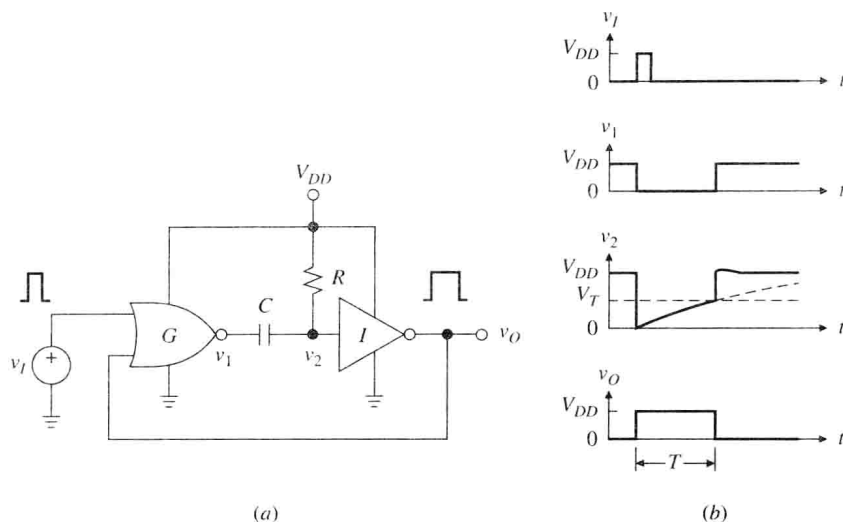 V_DD
R
C
G
v_1
v_2
I
v_O
v_I
(a)
v_I
V_DD
0
t
v_1
V_DD
0
t
v_2
V_DD
V_T
0
t
v_O
V_DD
0
t
T
(b)